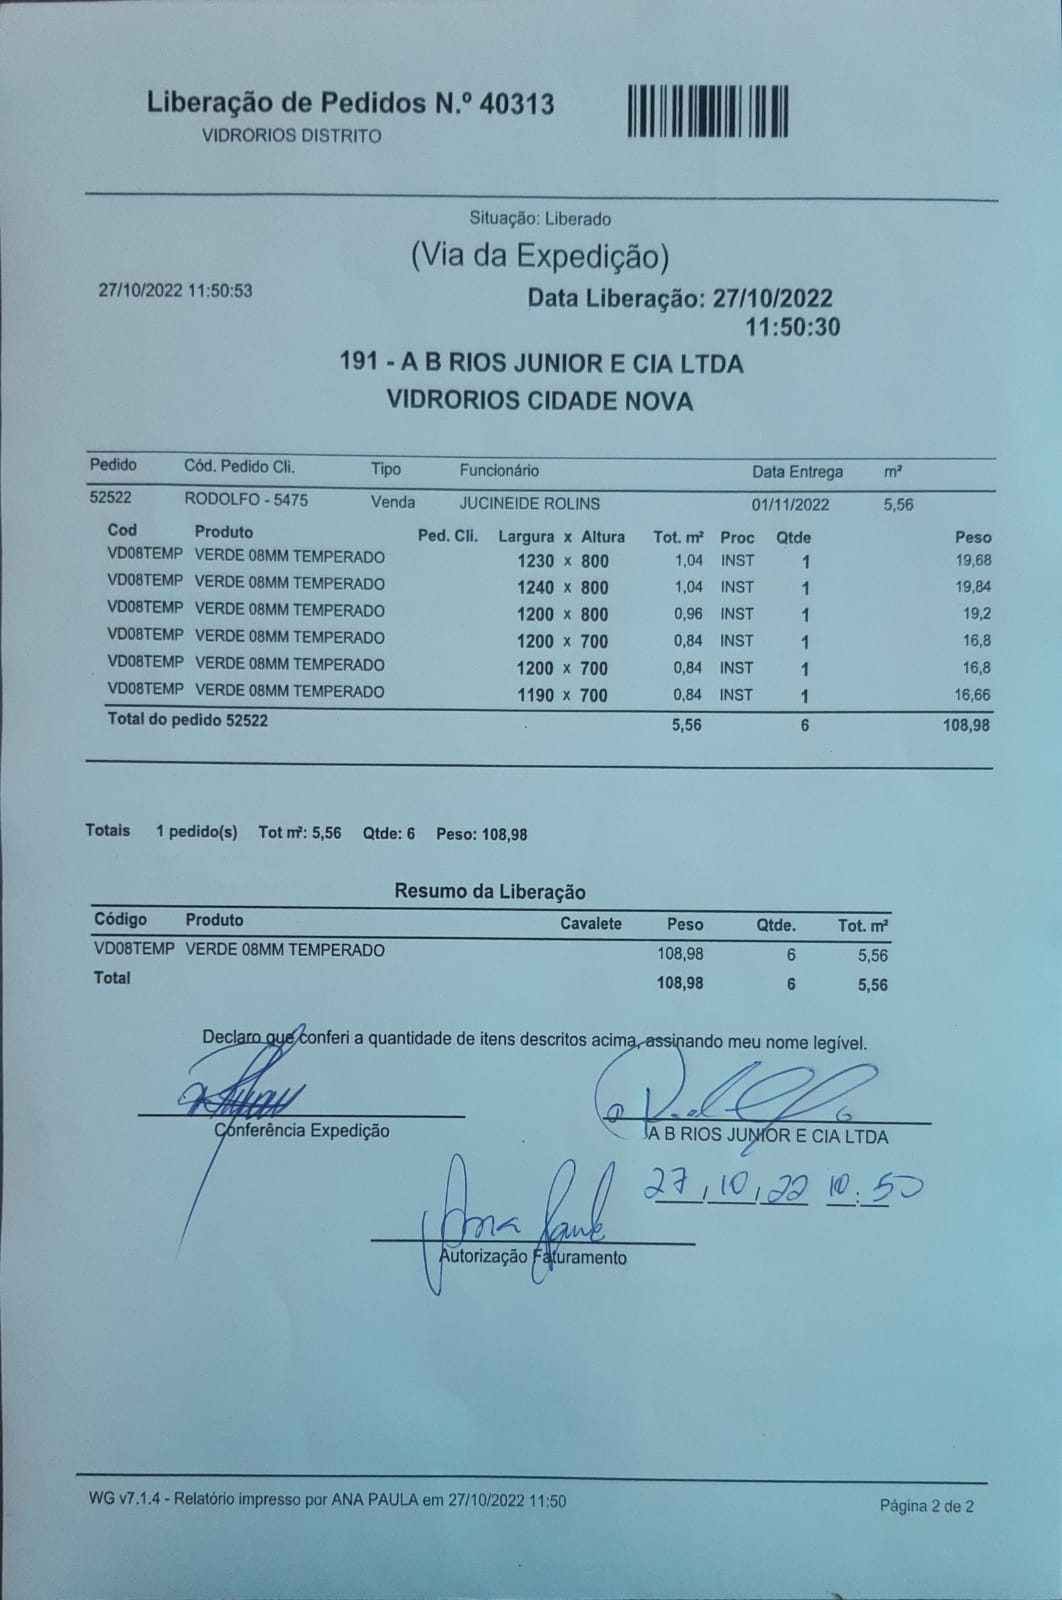 Liberação de Pedidos N.º 40313
VIDRORIOS DISTRITO
Situação: Liberado
(Via da Expedição)
27/10/2022 11:50:53
Data Liberação: 27/10/2022
11:50:30
191 - A B RIOS JUNIOR E CIA LTDA
VIDRORIOS CIDADE NOVA
Pedido Cód. Pedido Cli. Tipo Funcionário Data Entrega m²
52522 RODOLFO - 5475 Venda JUCINEIDE ROLINS 01/11/2022 5,56
Cod Produto Ped. Cli. Largura x Altura Tot. m² Proc Qtde Peso
VD08TEMP VERDE 08MM TEMPERADO 1230 x 800 1,04 INST 1 19,68
VD08TEMP VERDE 08MM TEMPERADO 1240 x 800 1,04 INST 1 19,84
VD08TEMP VERDE 08MM TEMPERADO 1200 x 800 0,96 INST 1 19,2
VD08TEMP VERDE 08MM TEMPERADO 1200 x 700 0,84 INST 1 16,8
VD08TEMP VERDE 08MM TEMPERADO 1200 x 700 0,84 INST 1 16,8
VD08TEMP VERDE 08MM TEMPERADO 1190 x 700 0,84 INST 1 16,66
Total do pedido 52522 5,56 6 108,98
Totais 1 pedido(s) Tot m²: 5,56 Qtde: 6 Peso: 108,98
Resumo da Liberação
Código Produto Cavalete Peso Qtde. Tot. m²
VD08TEMP VERDE 08MM TEMPERADO 108,98 6 5,56
Total 108,98 6 5,56
Declaro que conferi a quantidade de itens descritos acima, assinando meu nome legível.
Conferência Expedição
A B RIOS JUNIOR E CIA LTDA
27/10/22 10:50
Ana Paula
Autorização Faturamento
WG v7.1.4 - Relatório impresso por ANA PAULA em 27/10/2022 11:50
Página 2 de 2